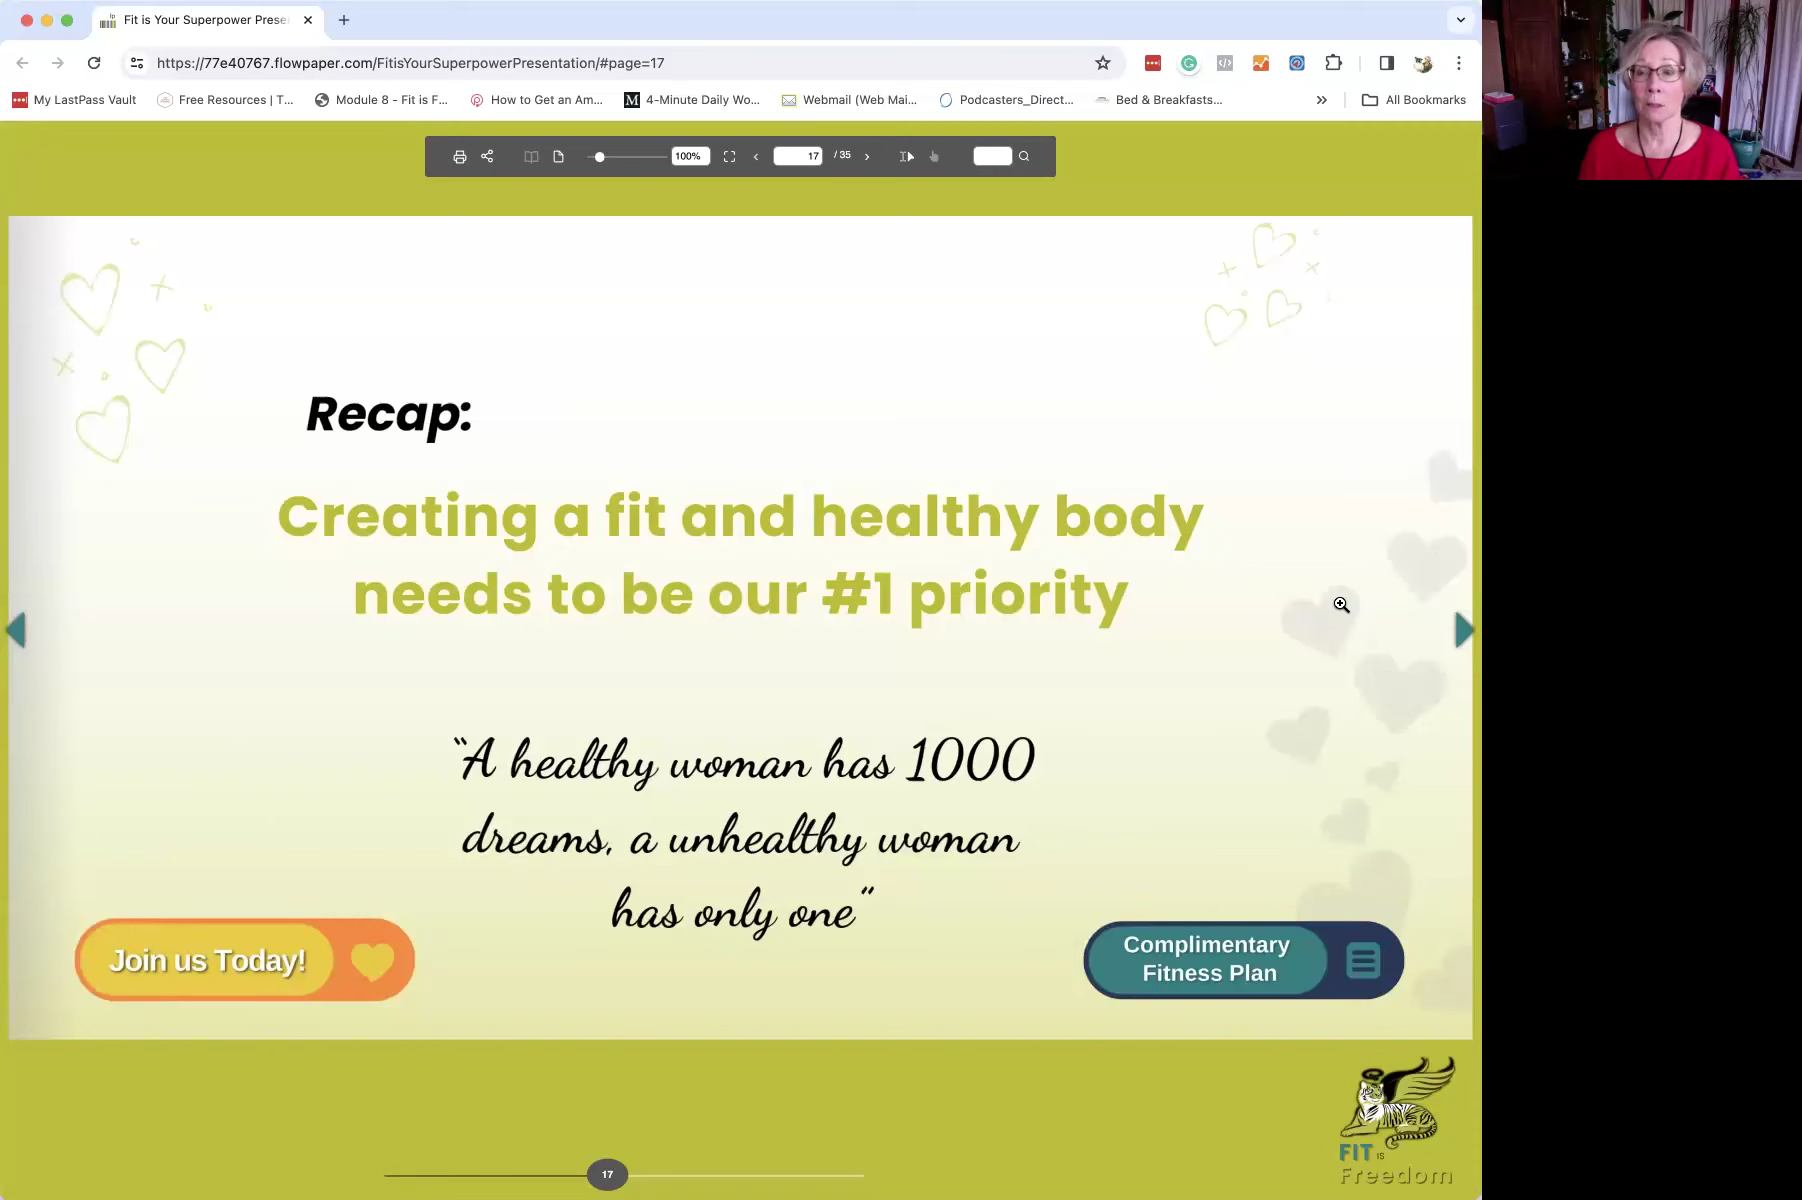 Fit is Your Superpower Prese
https://77e40767.flowpaper.com/FitisYourSuperpowerPresentation/#page=17
My LastPass Vault Free Resources | T... Module 8 - Fit is F... How to Get an Am... 4-Minute Daily Wo... Webmail (Web Mai... Podcasters_Direct... Bed & Breakfasts... » All Bookmarks
100% 17 / 35
Recap:
Creating a fit and healthy body
needs to be our #1 priority
“A healthy woman has 1000
dreams, a unhealthy woman
has only one”
Join us Today!
Complimentary
Fitness Plan
FIT IS
Freedom
17